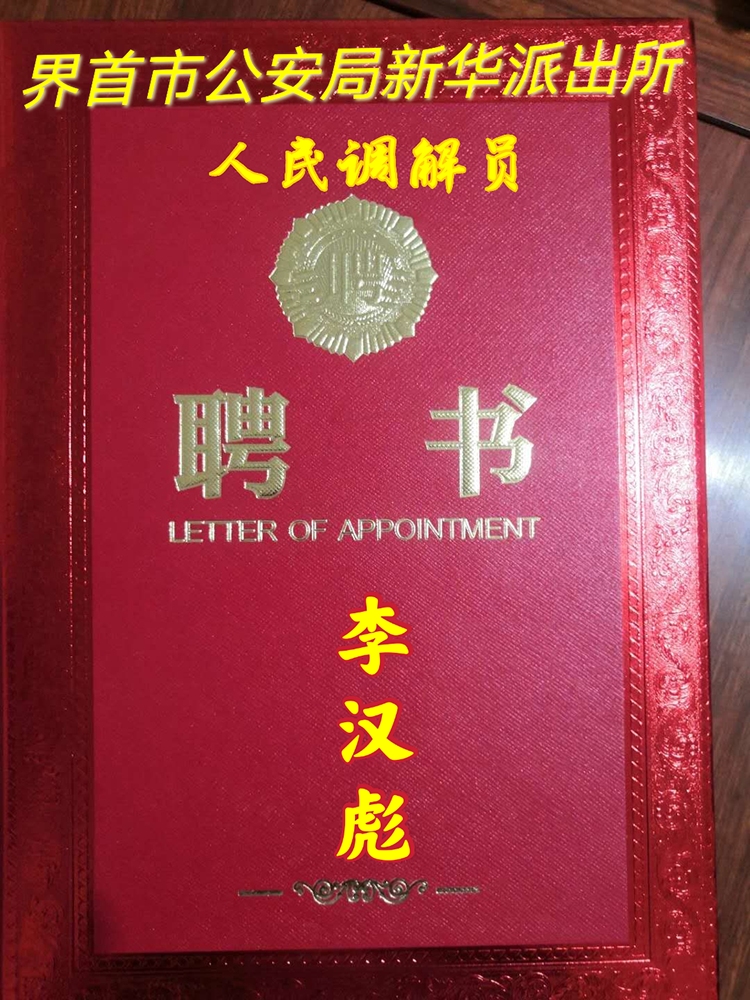 界首市公安局新华派出所
人民调解员
聘
聘书
LETTER OF APPOINTMENT
李
汉
彪